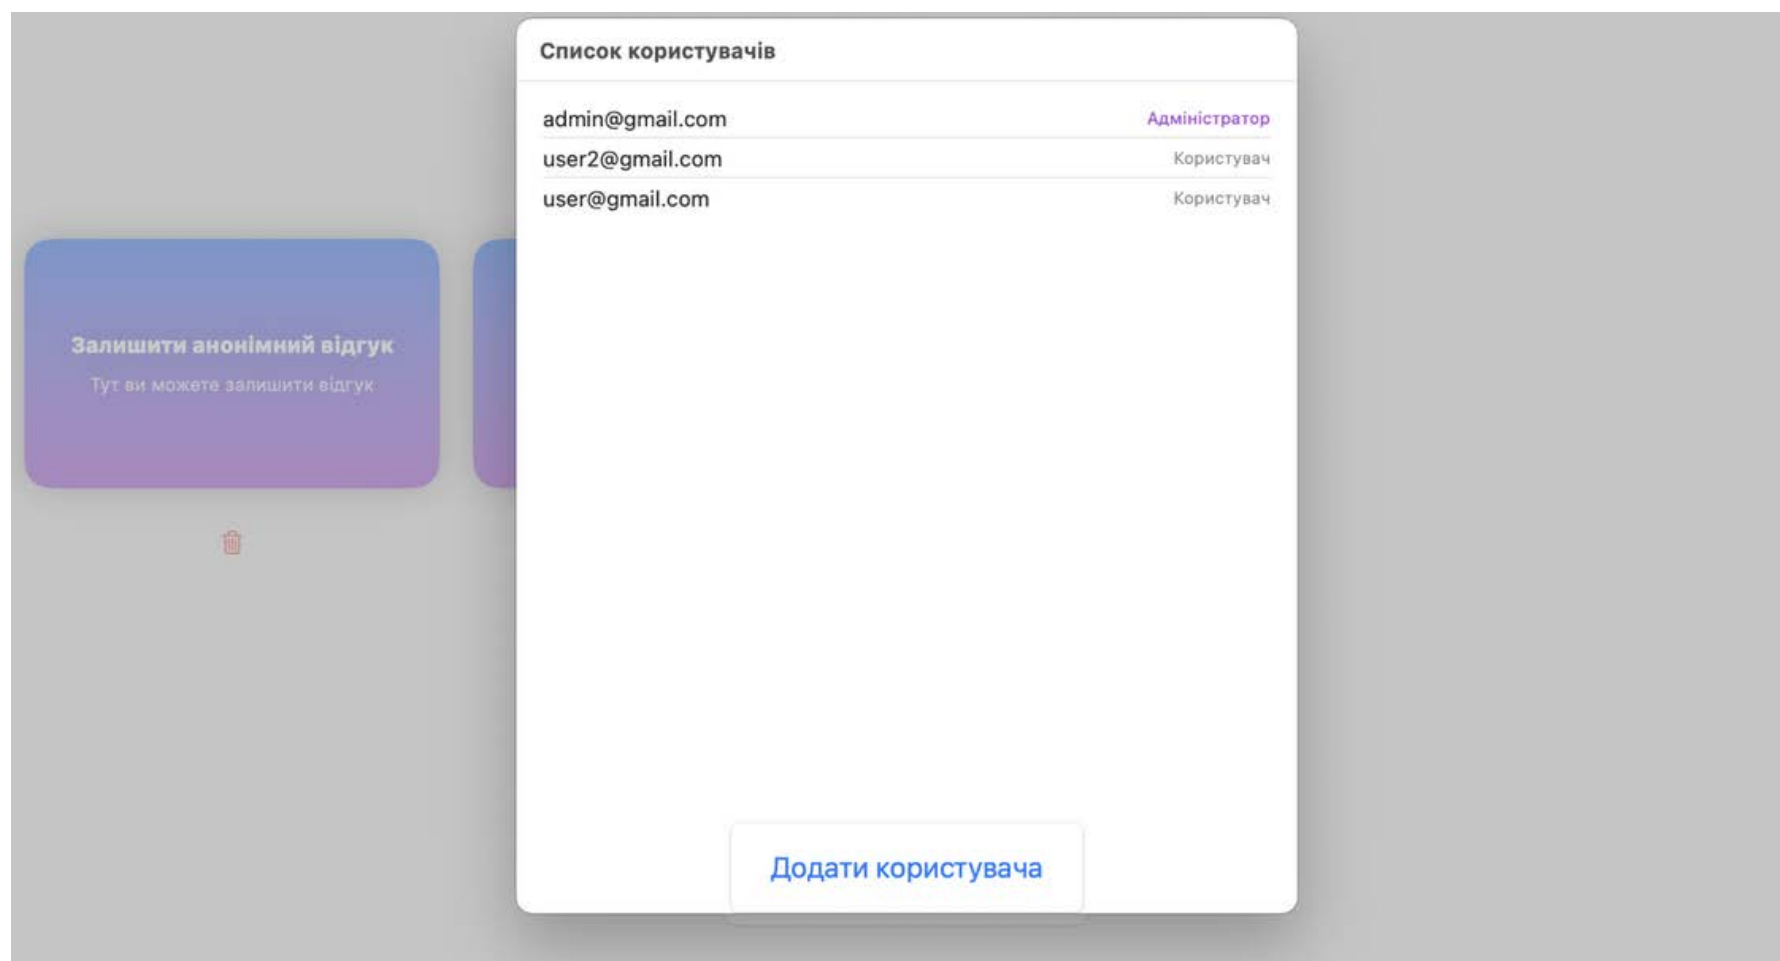 Список користувачів
admin@gmail.com Адміністратор
user2@gmail.com Користувач
user@gmail.com Користувач
Залишити анонімний відгук
Тут ви можете залишити відгук
Додати користувача